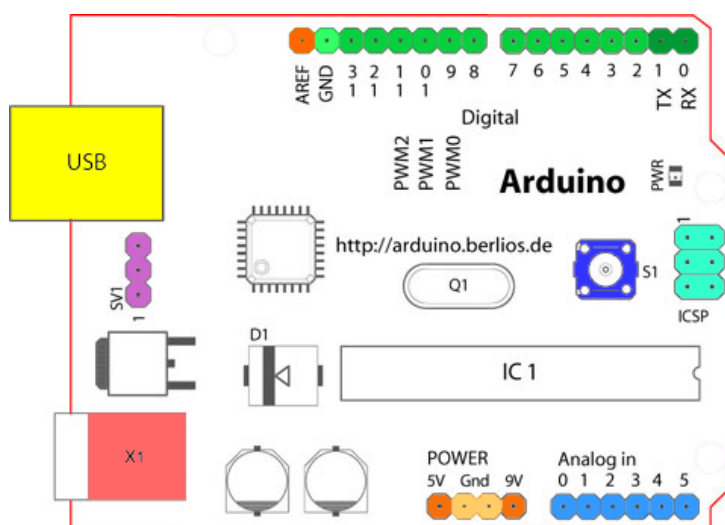 AREF GND 13 12 11 10 9 8 7 6 5 4 3 2 1 0
TX RX
Digital
PWM2 PWM1 PWM0
USB
Arduino
PWR
1
http://arduino.berlios.de
S1
Q1
SV1
1
ICSP
D1
IC 1
X1
POWER
5V Gnd 9V
Analog in
0 1 2 3 4 5